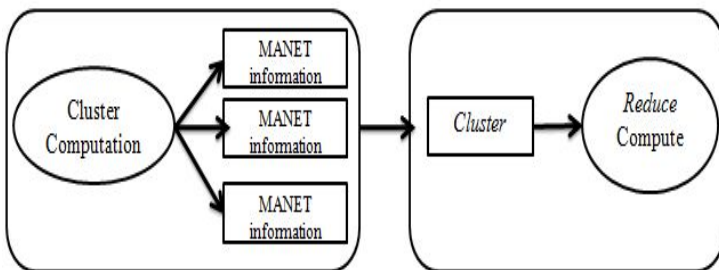 Cluster
Computation
MANET
information
MANET
information
MANET
information
Cluster
Reduce
Compute